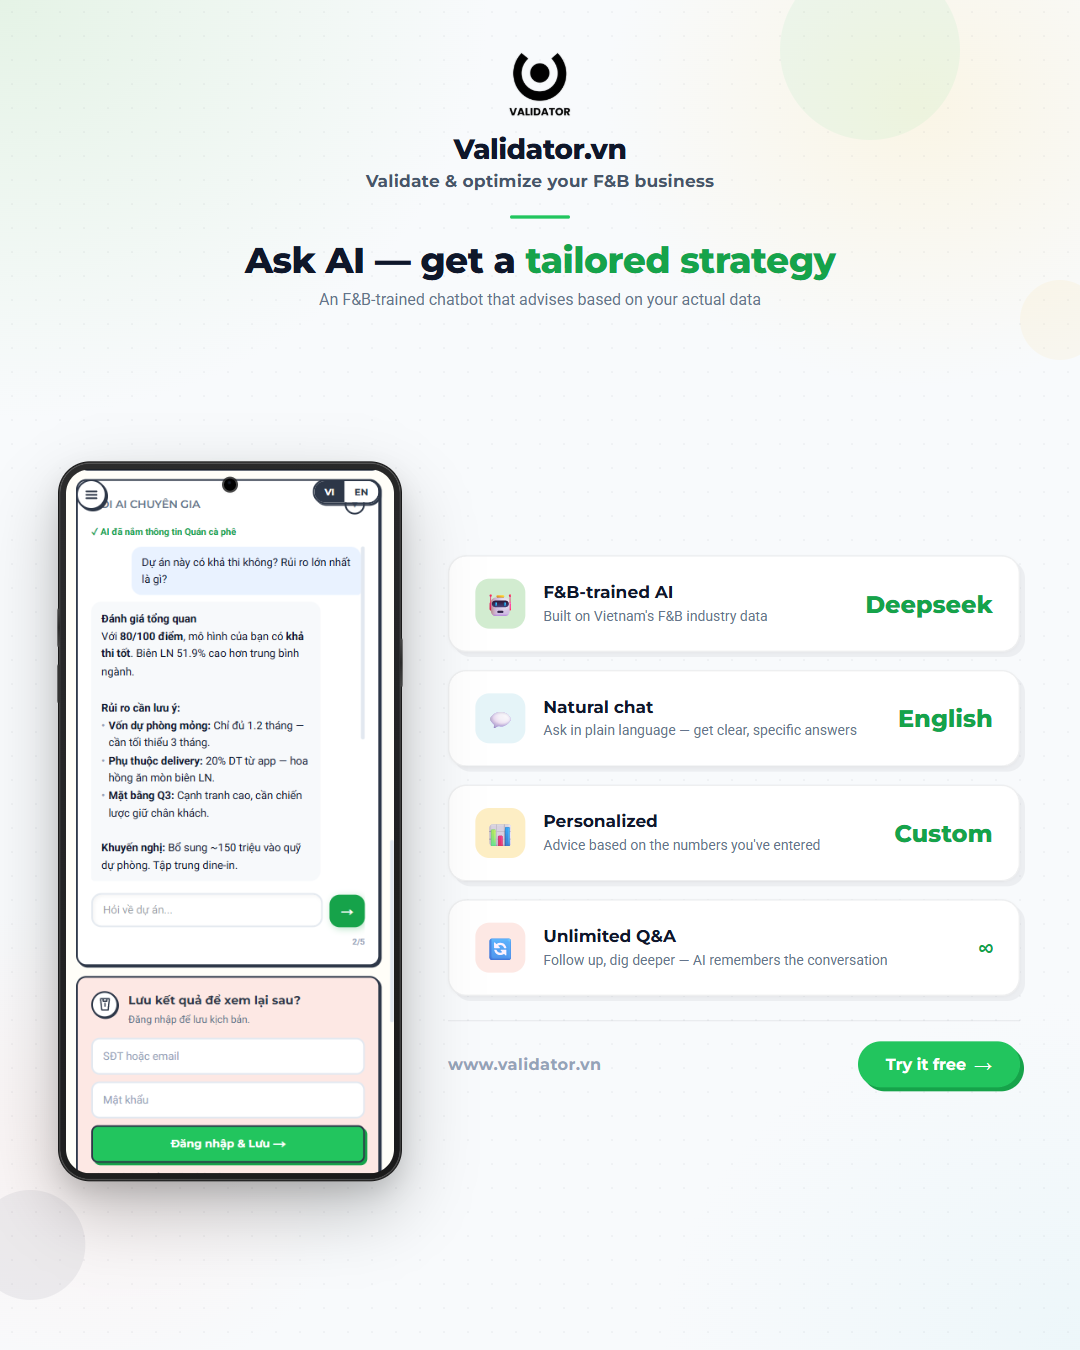 VALIDATOR
Validator.vn
Validate & optimize your F&B business
Ask AI — get a tailored strategy
An F&B-trained chatbot that advises based on your actual data
AI CHUYÊN GIA
VI EN
✓ AI đã nắm thông tin Quán cà phê
Dự án này có khả thi không? Rủi ro lớn nhất
là gì?
Đánh giá tổng quan
Với 80/100 điểm, mô hình của bạn có khả
thi tốt. Biên LN 51.9% cao hơn trung bình
ngành.
Rủi ro cần lưu ý:
• Vốn dự phòng mỏng: Chỉ đủ 1.2 tháng —
cần tối thiểu 3 tháng.
• Phụ thuộc delivery: 20% DT từ app — hoa
hồng ăn mòn biên LN.
• Mặt bằng Q3: Cạnh tranh cao, cần chiến
lược giữ chân khách.
Khuyến nghị: Bổ sung ~150 triệu vào quỹ
dự phòng. Tập trung dine-in.
Hỏi về dự án...
→
2/5
Lưu kết quả để xem lại sau?
Đăng nhập để lưu kịch bản.
SĐT hoặc email
Mật khẩu
Đăng nhập & Lưu →
F&B-trained AI
Built on Vietnam's F&B industry data
Deepseek
Natural chat
Ask in plain language — get clear, specific answers
English
Personalized
Advice based on the numbers you've entered
Custom
Unlimited Q&A
Follow up, dig deeper — AI remembers the conversation
∞
www.validator.vn
Try it free →